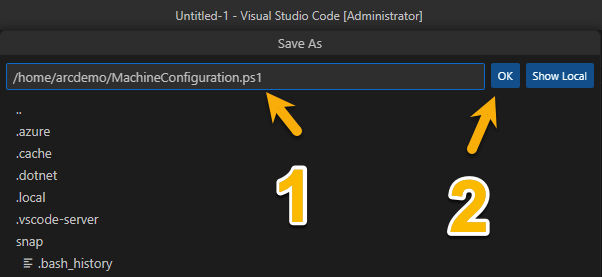 Untitled-1 - Visual Studio Code [Administrator]
Save As
/home/arcdemo/MachineConfiguration.ps1 OK Show Local
..
.azure
.cache
.dotnet
.local
.vscode-server
snap
.bash_history
1 2